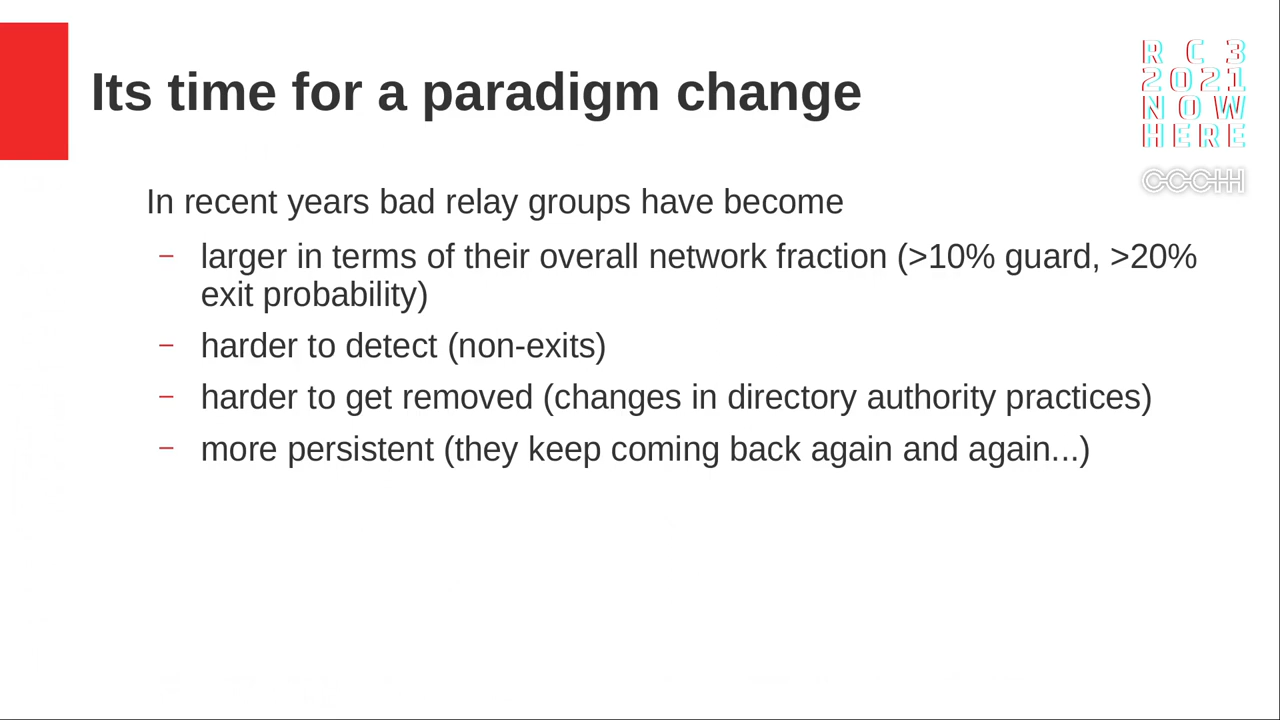 Its time for a paradigm change
R C 3
2021
NOW
HERE
CCCHH
In recent years bad relay groups have become
– larger in terms of their overall network fraction (>10% guard, >20%
exit probability)
– harder to detect (non-exits)
– harder to get removed (changes in directory authority practices)
– more persistent (they keep coming back again and again...)